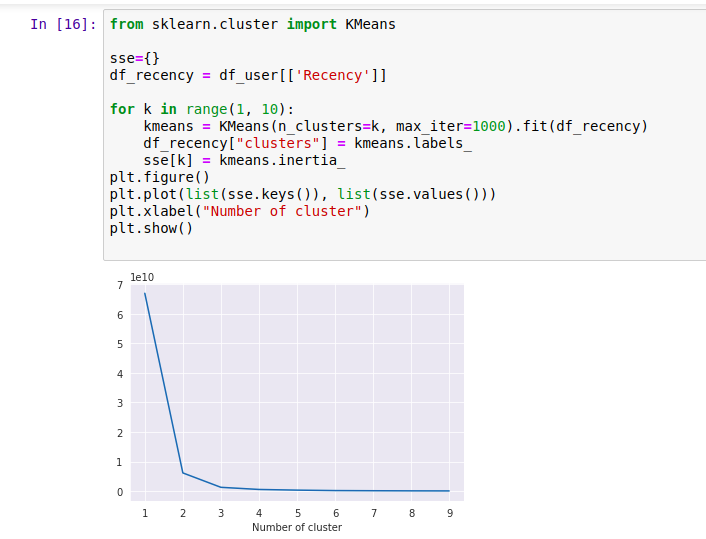 In [16]: from sklearn.cluster import KMeans
sse={}
df_recency = df_user[['Recency']]
for k in range(1, 10):
    kmeans = KMeans(n_clusters=k, max_iter=1000).fit(df_recency)
    df_recency["clusters"] = kmeans.labels_
    sse[k] = kmeans.inertia_
plt.figure()
plt.plot(list(sse.keys()), list(sse.values()))
plt.xlabel("Number of cluster")
plt.show()
1e10
7
6
5
4
3
2
1
0
1 2 3 4 5 6 7 8 9
Number of cluster